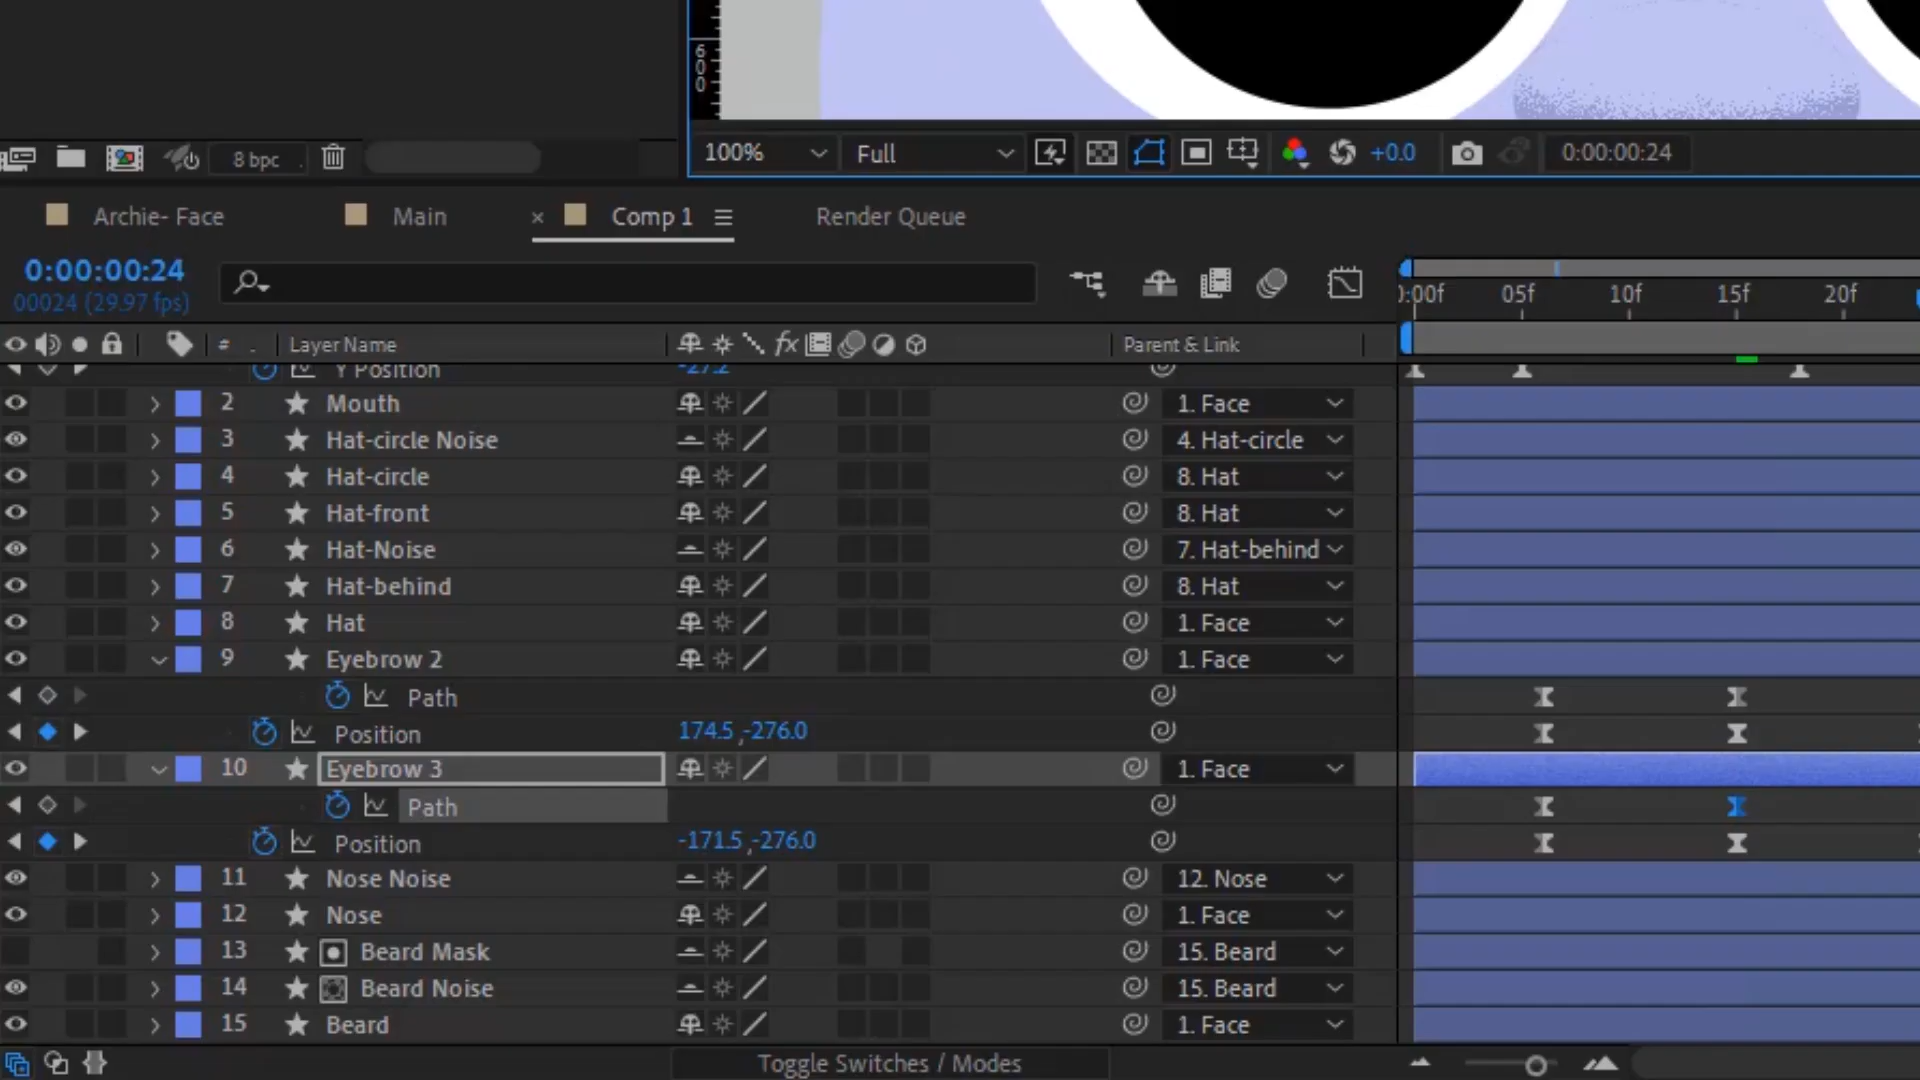 600
8 bpc
100%
Full
+0.0
0:00:00:24
Archie- Face
Main
Comp 1
Render Queue
0:00:00:24
00024 (29.97 fps)
0:00f 05f 10f 15f 20f
# . Layer Name fx Parent & Link
Y Position -27.2
2 Mouth 1. Face
3 Hat-circle Noise 4. Hat-circle
4 Hat-circle 8. Hat
5 Hat-front 8. Hat
6 Hat-Noise 7. Hat-behind
7 Hat-behind 8. Hat
8 Hat 1. Face
9 Eyebrow 2 1. Face
Path
Position 174.5 ,-276.0
10 Eyebrow 3 1. Face
Path
Position -171.5 ,-276.0
11 Nose Noise 12. Nose
12 Nose 1. Face
13 Beard Mask 15. Beard
14 Beard Noise 15. Beard
15 Beard 1. Face
Toggle Switches / Modes